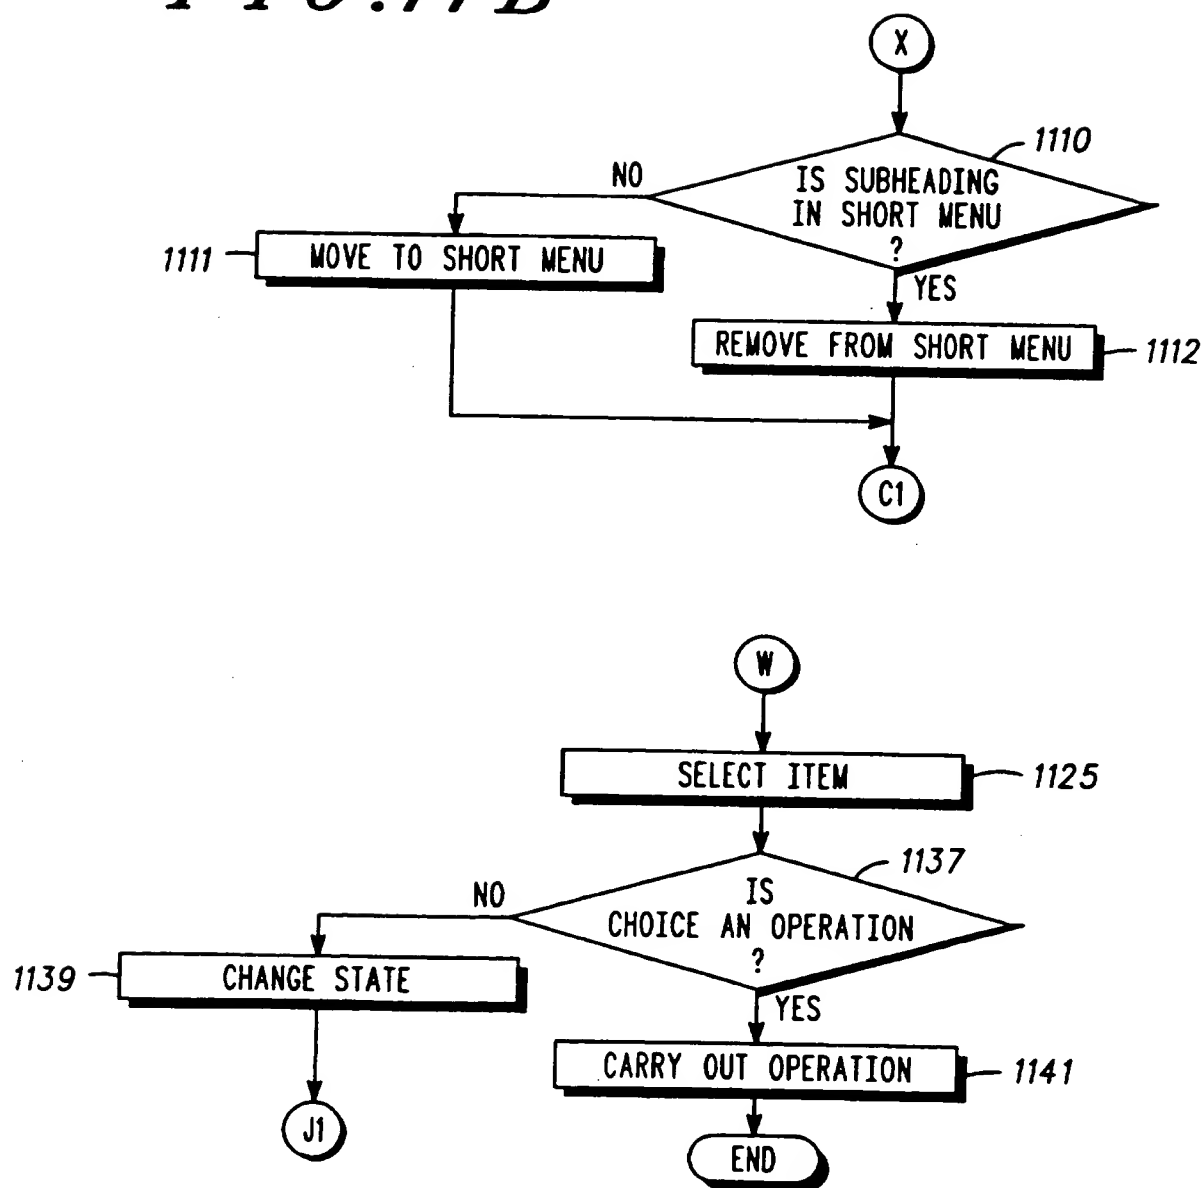 FIG.11B
X
1110
NO
IS SUBHEADING
IN SHORT MENU
?
1111
MOVE TO SHORT MENU
YES
REMOVE FROM SHORT MENU
1112
C1
W
SELECT ITEM
1125
1137
NO
IS
CHOICE AN OPERATION
?
1139
CHANGE STATE
YES
CARRY OUT OPERATION
1141
J1
END